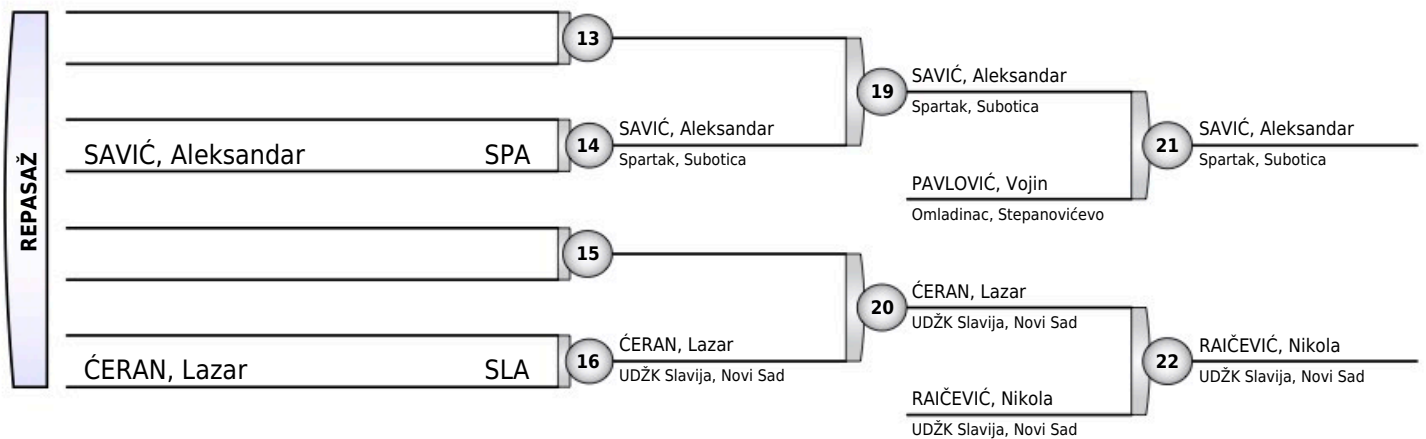 REPASAŽ
13
SAVIĆ, Aleksandar SPA
14
SAVIĆ, Aleksandar
Spartak, Subotica
15
ĆERAN, Lazar SLA
16
ĆERAN, Lazar
UDŽK Slavija, Novi Sad
19
SAVIĆ, Aleksandar
Spartak, Subotica
PAVLOVIĆ, Vojin
Omladinac, Stepanovićevo
20
ĆERAN, Lazar
UDŽK Slavija, Novi Sad
RAIČEVIĆ, Nikola
UDŽK Slavija, Novi Sad
21
SAVIĆ, Aleksandar
Spartak, Subotica
22
RAIČEVIĆ, Nikola
UDŽK Slavija, Novi Sad